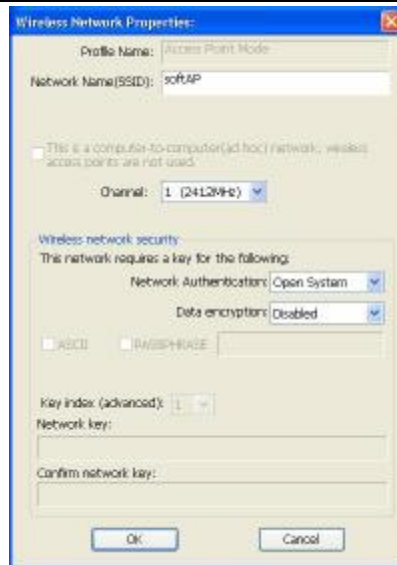 Wireless Network Properties:
Profile Name: Access Point Mode
Network Name(SSID): softAP
This is a computer-to-computer(ad hoc) network; wireless
access points are not used.
Channel: 1 (2412MHz)
Wireless network security
This network requires a key for the following:
Network Authentication: Open System
Data encryption: Disabled
ASCII PASSPHRASE
Key index (advanced): 1
Network key:
Confirm network key:
OK Cancel